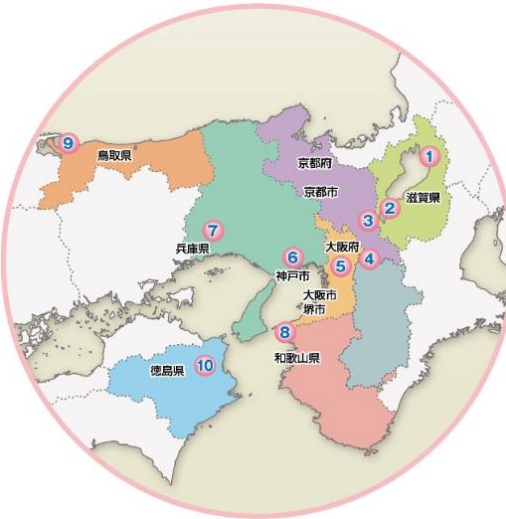 ①
⑨
鳥取県
京都府
京都市
滋賀県
②
③
⑦
兵庫県
大阪府
④
⑥
⑤
神戸市
大阪市
堺市
⑧
和歌山県
徳島県
⑩